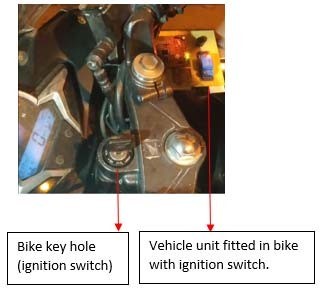 Bike key hole
(ignition switch)
Vehicle unit fitted in bike
with ignition switch.